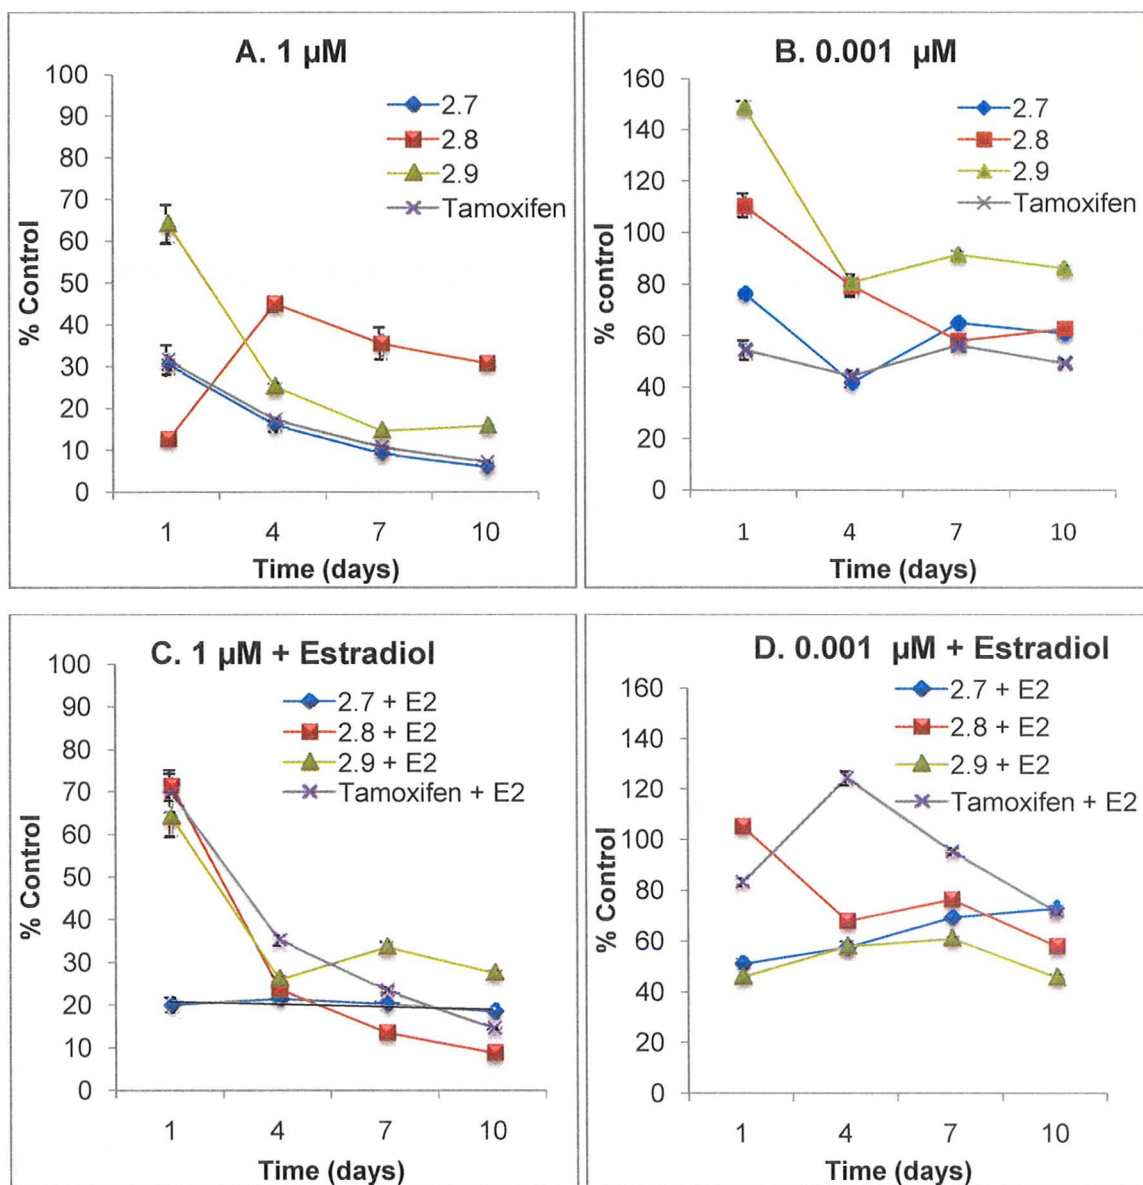 A. 1 µM
100
90
80
70
60
50
40
30
20
10
0
% Control
2.7
2.8
2.9
Tamoxifen
1 4 7 10
Time (days)
B. 0.001 µM
160
140
120
100
80
60
40
20
0
% control
2.7
2.8
2.9
Tamoxifen
1 4 7 10
Time (days)
C. 1 µM + Estradiol
100
90
80
70
60
50
40
30
20
10
0
% Control
2.7 + E2
2.8 + E2
2.9 + E2
Tamoxifen + E2
1 4 7 10
Time (days)
D. 0.001 µM + Estradiol
160
140
120
100
80
60
40
20
0
% Control
2.7 + E2
2.8 + E2
2.9 + E2
Tamoxifen + E2
1 4 7 10
Time (days)